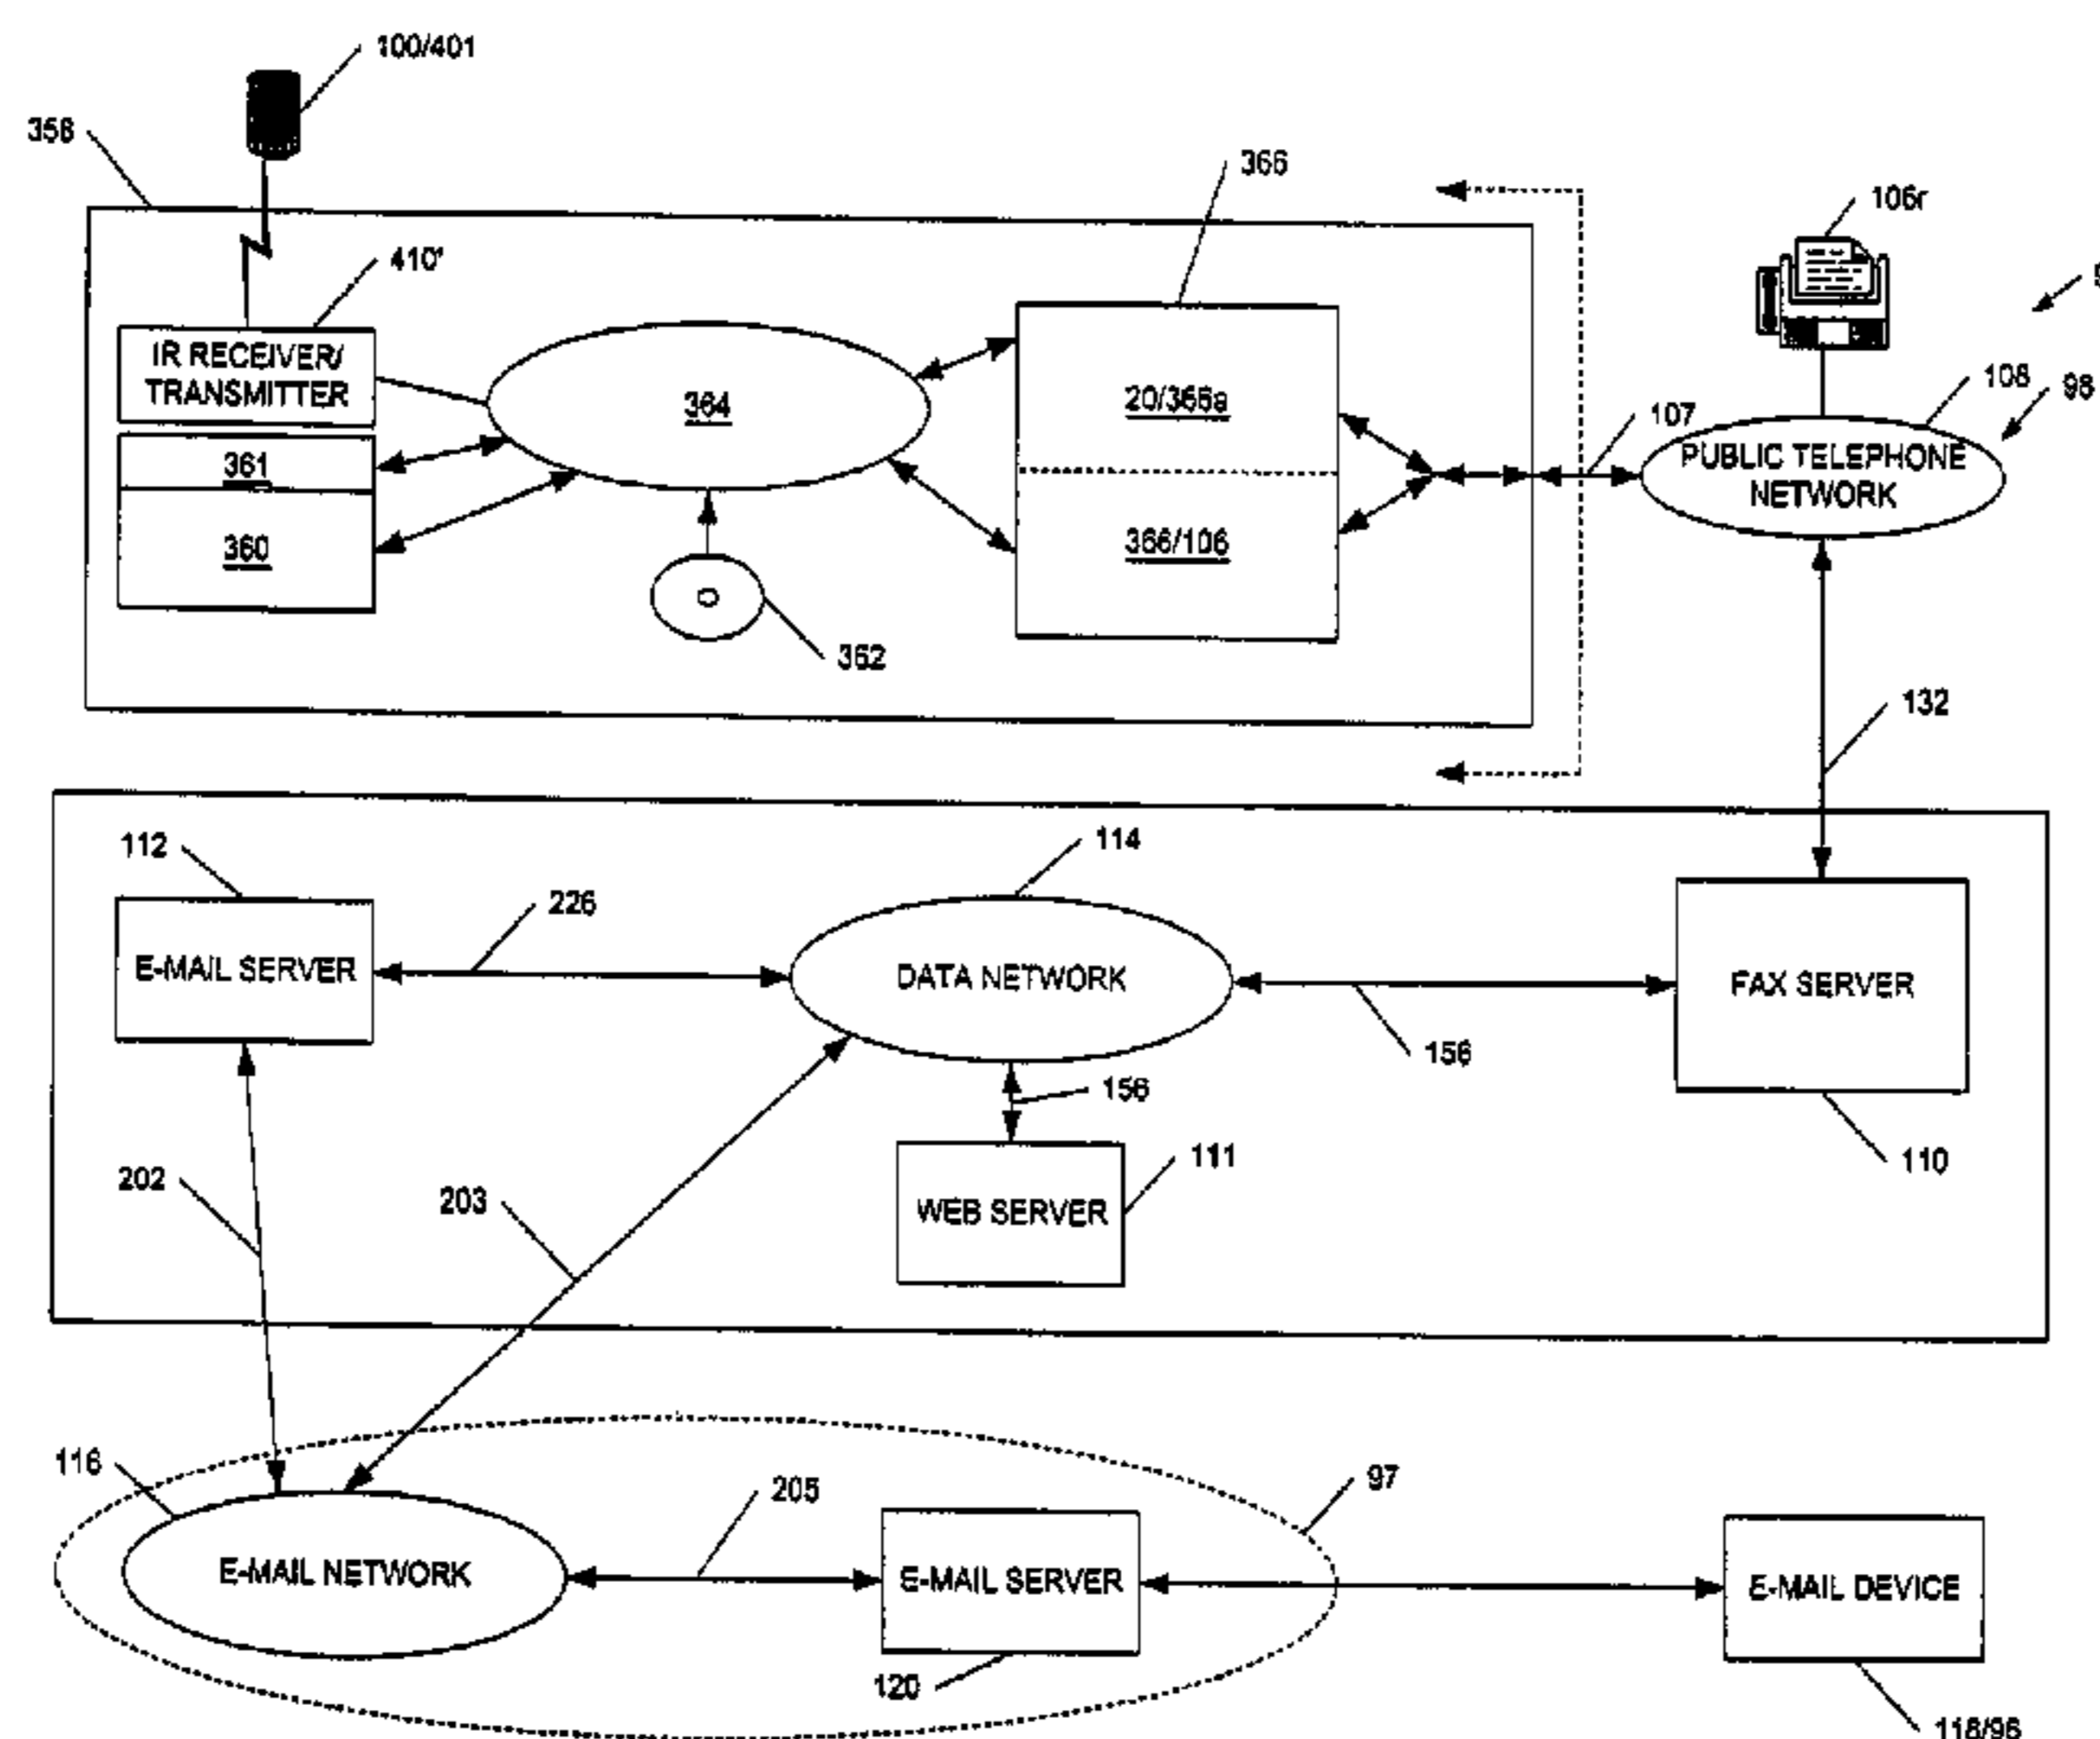 100/401
358
366
106r
410'
IR RECEIVER/
TRANSMITTER
364
20/366a
107
108
98
PUBLIC TELEPHONE
NETWORK
361
360
366/106
362
132
112
114
226
E-MAIL SERVER
DATA NETWORK
FAX SERVER
156
156
202
203
111
110
WEB SERVER
116
205
97
E-MAIL NETWORK
E-MAIL SERVER
E-MAIL DEVICE
120
118/96